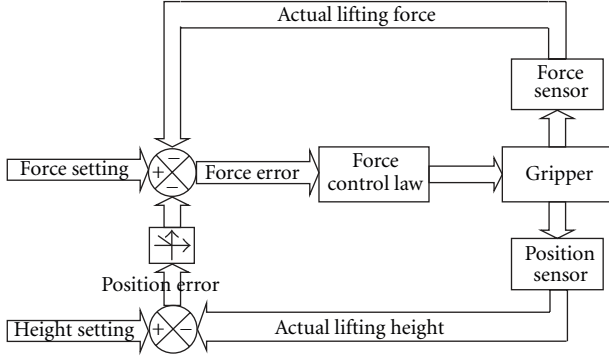 Actual lifting force
Force
sensor
−
Force setting
+
−
Force error
Force
control law
Gripper
Position
sensor
Position error
Height setting
+
−
Actual lifting height